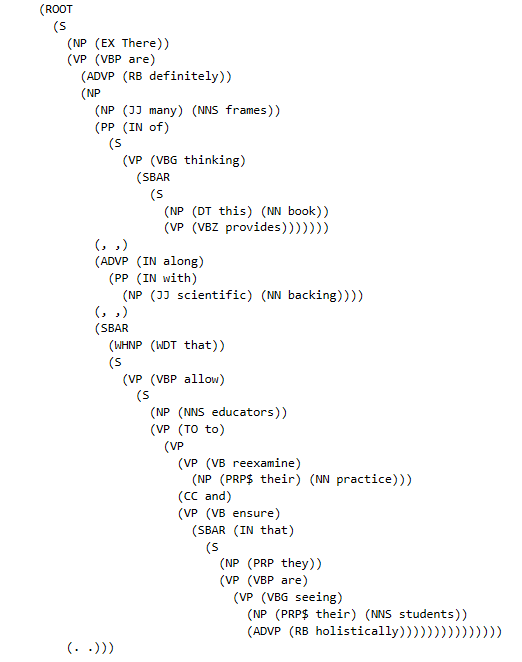 (ROOT
(S
(NP (EX There))
(VP (VBP are)
(ADVP (RB definitely))
(NP
(NP (JJ many) (NNS frames))
(PP (IN of)
(S
(VP (VBG thinking)
(SBAR
(S
(NP (DT this) (NN book))
(VP (VBZ provides)))))))
(, ,)
(ADVP (IN along)
(PP (IN with)
(NP (JJ scientific) (NN backing))))
(, ,)
(SBAR
(WHNP (WDT that))
(S
(VP (VBP allow)
(S
(NP (NNS educators))
(VP (TO to)
(VP
(VP (VB reexamine)
(NP (PRP$ their) (NN practice)))
(CC and)
(VP (VB ensure)
(SBAR (IN that)
(S
(NP (PRP they))
(VP (VBP are)
(VP (VBG seeing)
(NP (PRP$ their) (NNS students))
(ADVP (RB holistically)))))))))))))))
(. .)))